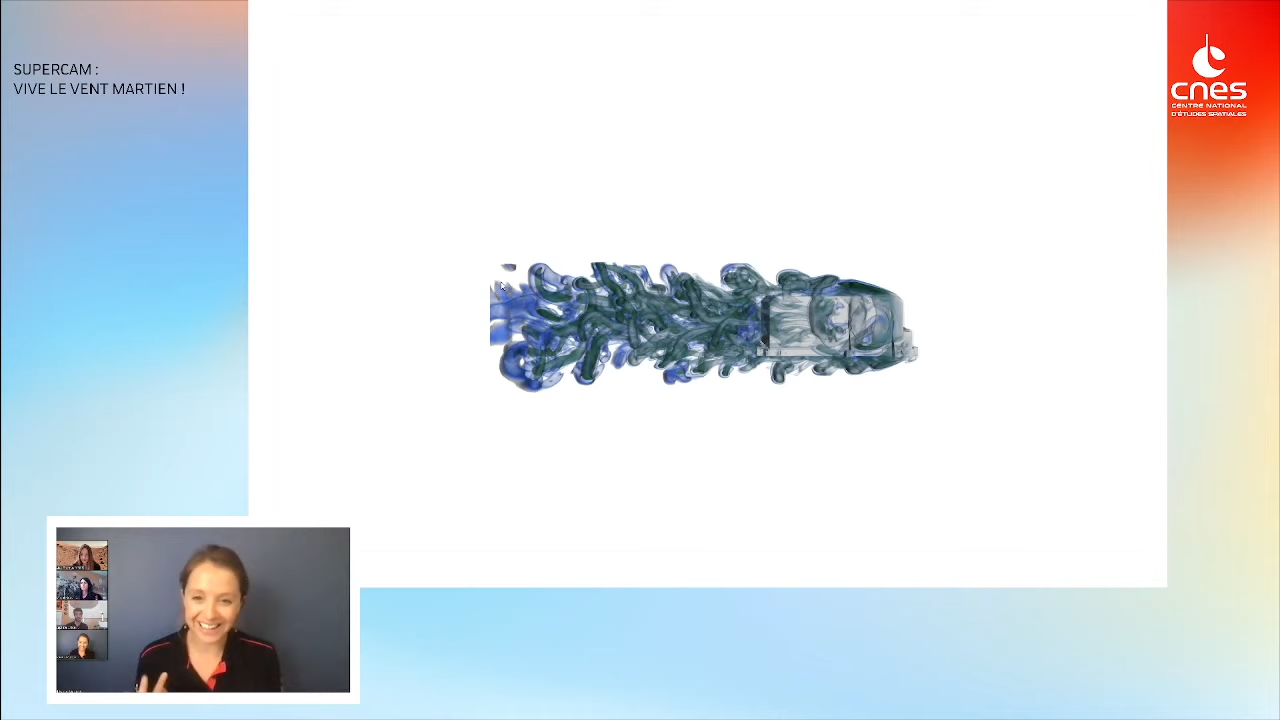 SUPERCAM :
VIVE LE VENT MARTIEN !
cnes
CENTRE NATIONAL
D'ÉTUDES SPATIALES